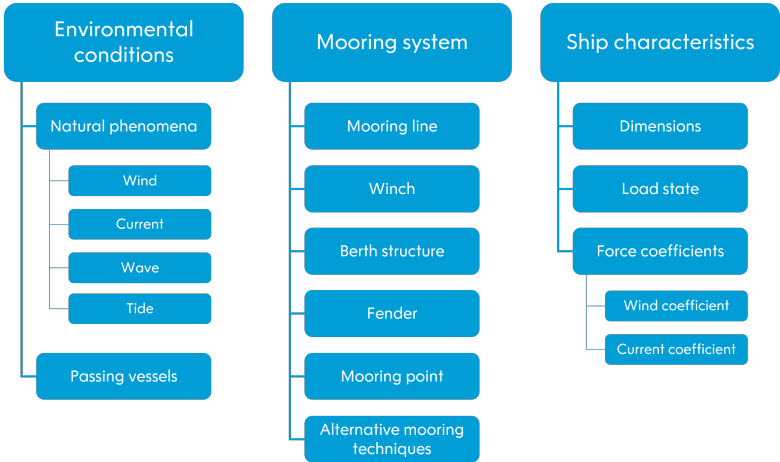 Environmental
conditions
Natural phenomena
Wind
Current
Wave
Tide
Passing vessels
Mooring system
Mooring line
Winch
Berth structure
Fender
Mooring point
Alternative mooring
techniques
Ship characteristics
Dimensions
Load state
Force coefficients
Wind coefficient
Current coefficient